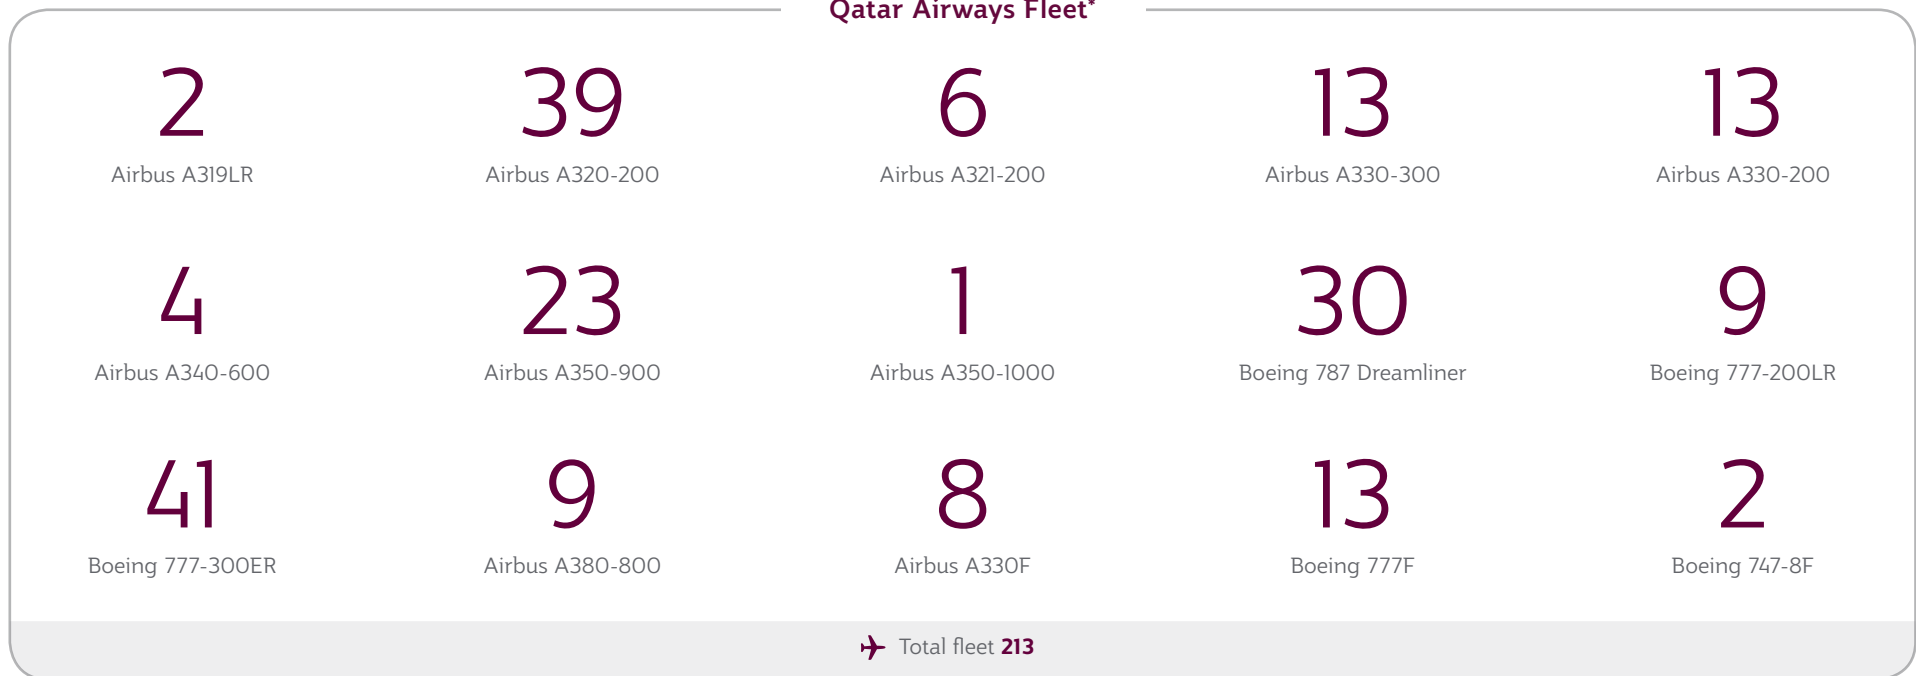 Qatar Airways Fleet*
2 39 6 13 13
Airbus A319LR Airbus A320-200 Airbus A321-200 Airbus A330-300 Airbus A330-200
4 23 1 30 9
Airbus A340-600 Airbus A350-900 Airbus A350-1000 Boeing 787 Dreamliner Boeing 777-200LR
41 9 8 13 2
Boeing 777-300ER Airbus A380-800 Airbus A330F Boeing 777F Boeing 747-8F
Total fleet 213